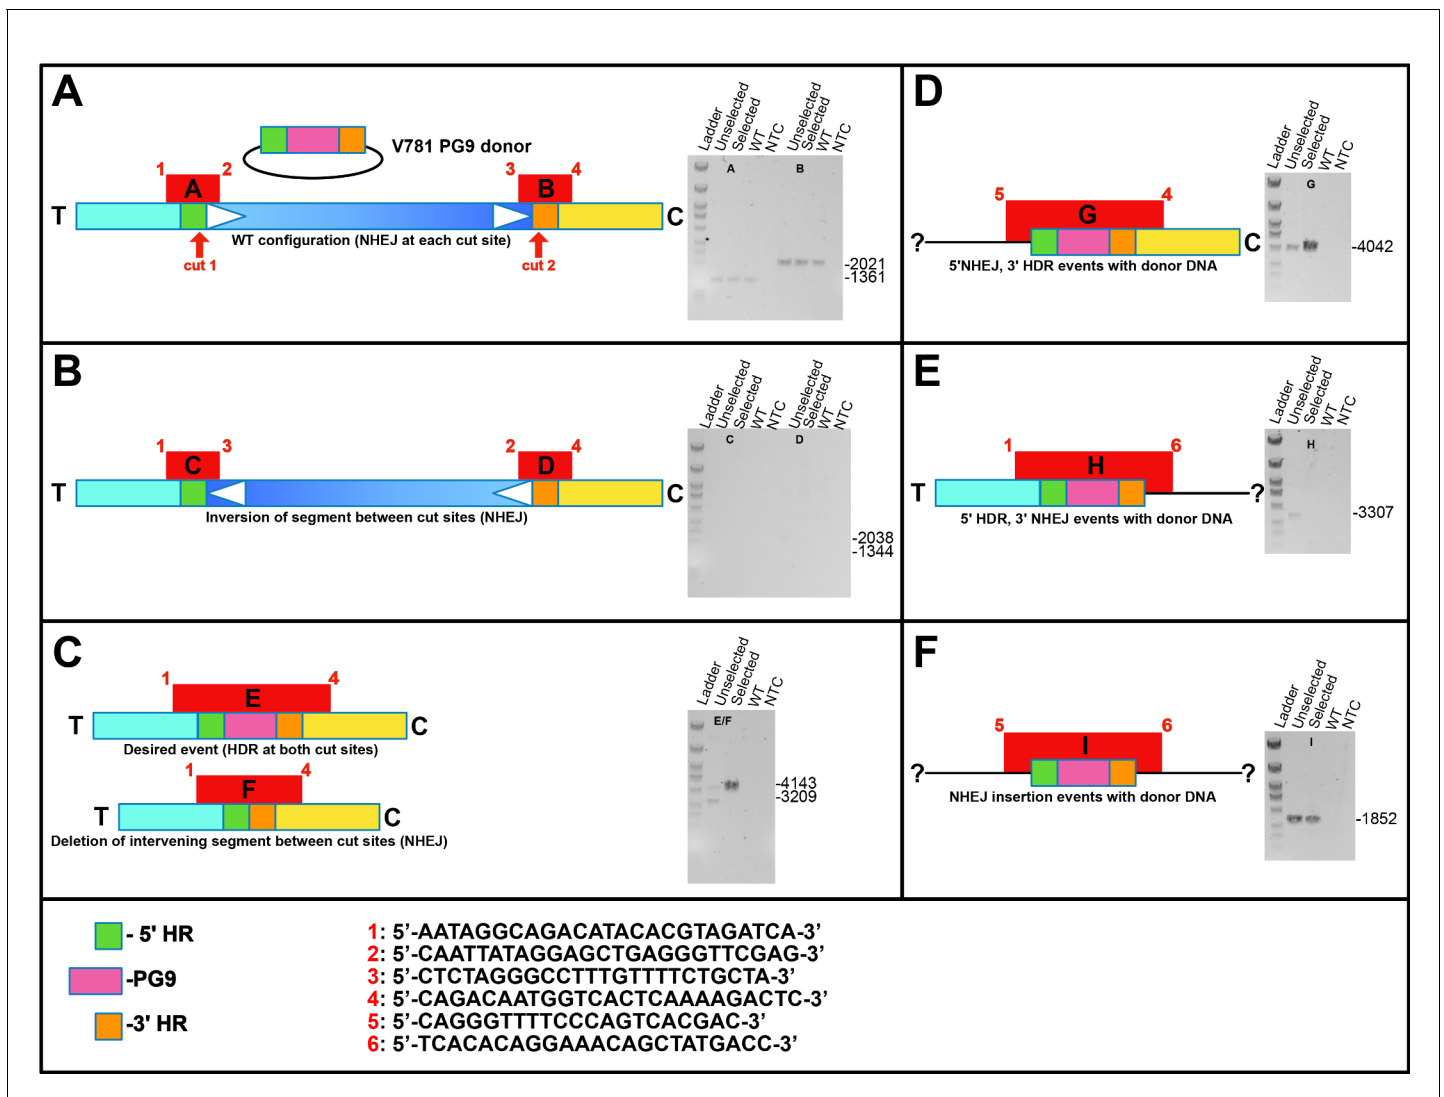 A
V781 PG9 donor
1 2 3 4
A B
T C
WT configuration (NHEJ at each cut site)
cut 1 cut 2
Ladder Unselected Selected WT NTC Unselected Selected WT NTC
A B
-2021
-1361
B
1 3 2 4
C D
T C
Inversion of segment between cut sites (NHEJ)
Ladder Unselected Selected WT NTC Unselected Selected WT NTC
C D
-2038
-1344
C
1 4
E
T C
Desired event (HDR at both cut sites)
1 4
F
T C
Deletion of intervening segment between cut sites (NHEJ)
Ladder Unselected Selected WT NTC
E/F
-4143
-3209
D
5 4
G
? C
5'NHEJ, 3' HDR events with donor DNA
Ladder Unselected Selected WT NTC
G
-4042
E
1 6
H
T ?
5' HDR, 3' NHEJ events with donor DNA
Ladder Unselected Selected WT NTC
H
-3307
F
5 6
I
? ?
NHEJ insertion events with donor DNA
Ladder Unselected Selected WT NTC
I
-1852
- 5' HR
-PG9
-3' HR
1: 5’-AATAGGCAGACATACACGTAGATCA-3’
2: 5’-CAATTATAGGAGCTGAGGGTTCGAG-3’
3: 5’-CTCTAGGGCCTTTGTTTTCTGCTA-3’
4: 5’-CAGACAATGGTCACTCAAAAGACTC-3’
5: 5’-CAGGGTTTTCCCAGTCACGAC-3’
6: 5’-TCACACAGGAAACAGCTATGACC-3’